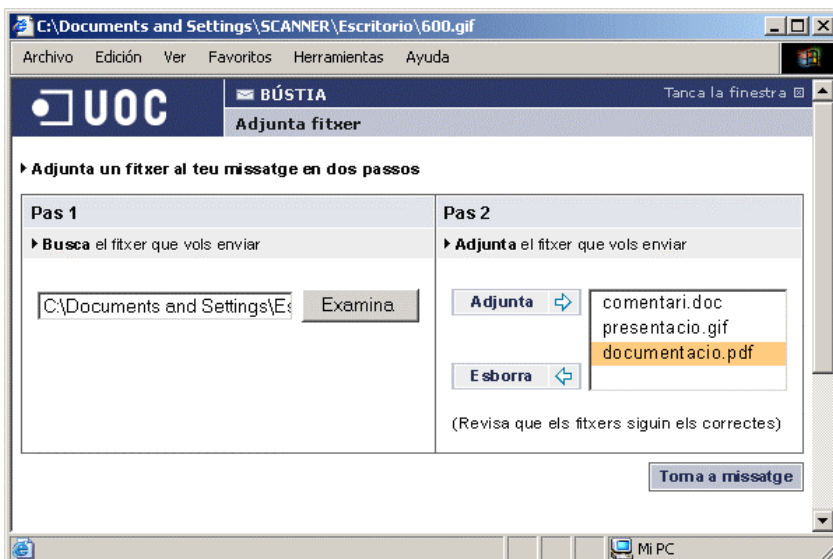 C:\Documents and Settings\SCANNER\Escritorio\600.gif
Archivo Edición Ver Favoritos Herramientas Ayuda
UOC
BÚSTIA
Tanca la finestra
Adjunta fitxer
Adjunta un fitxer al teu missatge en dos passos
Pas 1
Busca el fitxer que vols enviar
C:\Documents and Settings\Es
Examina
Pas 2
Adjunta el fitxer que vols enviar
Adjunta
comentari.doc
presentacio.gif
documentacio.pdf
Esborra
(Revisa que els fitxers siguin els correctes)
Torna a missatge
Mi PC